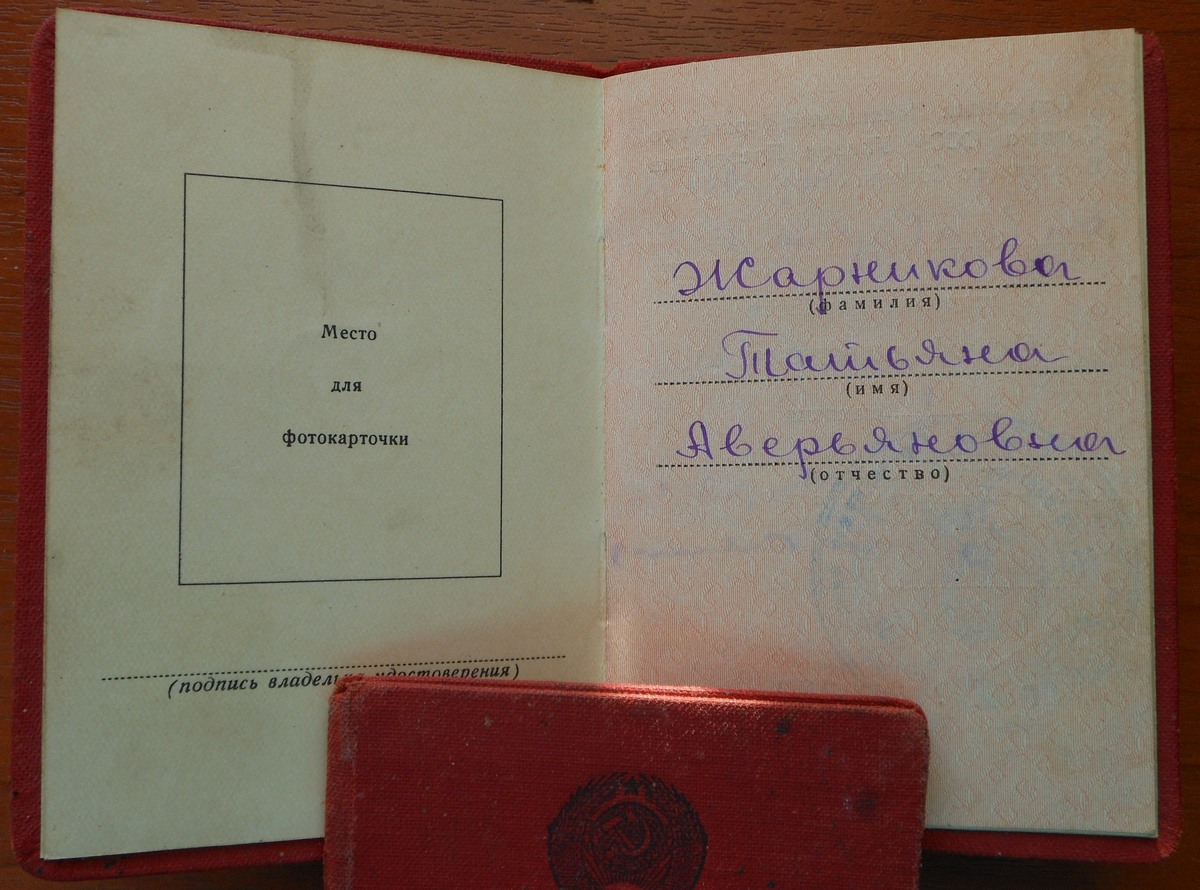 Место
для
фотокарточки
(подпись владельца удостоверения)
Жарникова
(фамилия)
Татьяна
(имя)
Аверьяновна
(отчество)